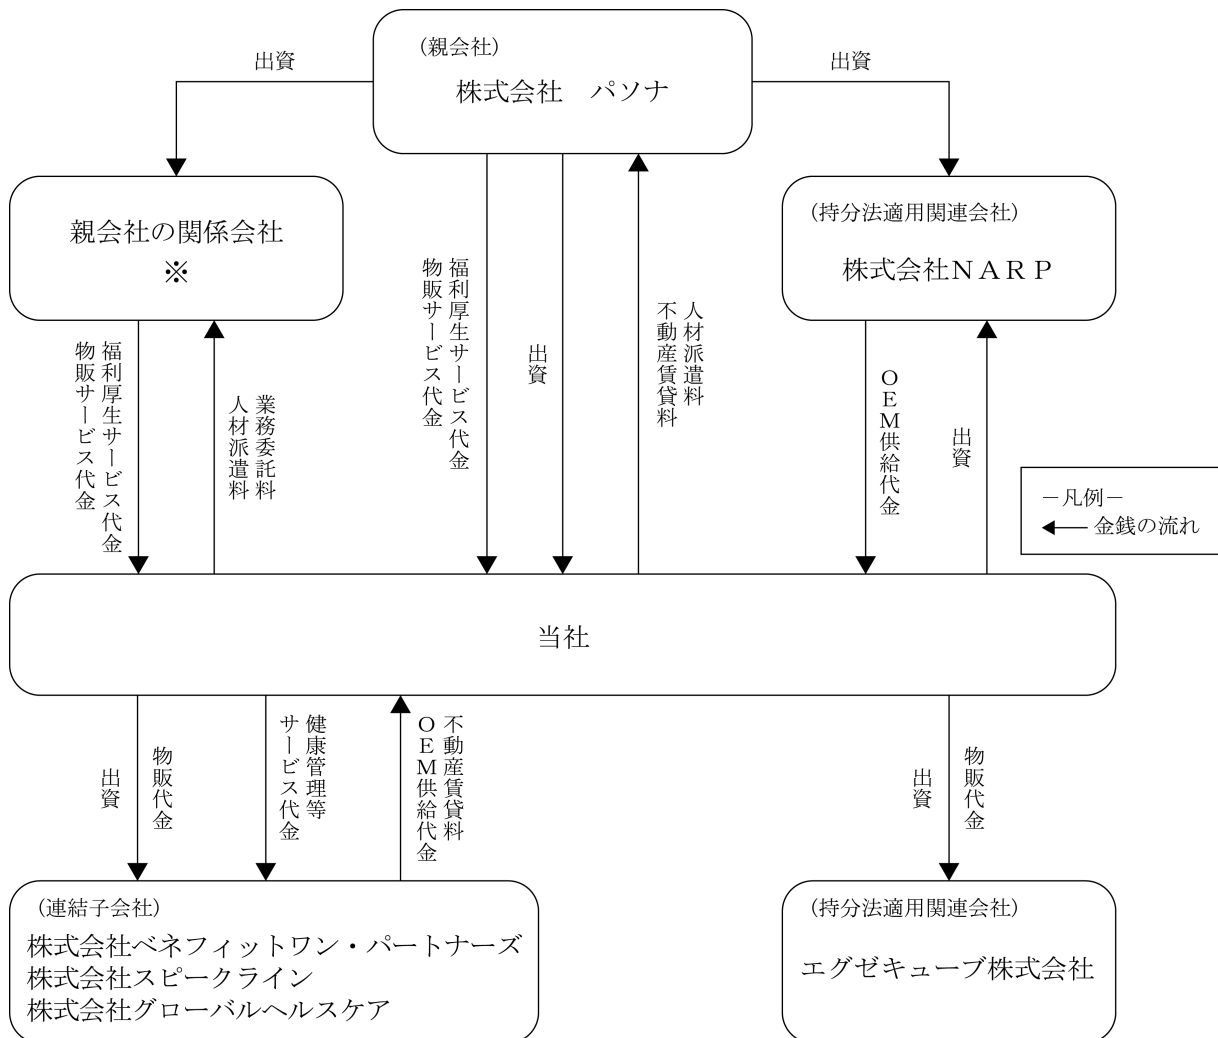 (親会社)
株式会社　パソナ
出資
出資
親会社の関係会社
※
(持分法適用関連会社)
株式会社ＮＡＲＰ
福利厚生サービス代金
物販サービス代金
業務委託料
人材派遣料
福利厚生サービス代金
物販サービス代金
出資
人材派遣料
不動産賃貸料
ＯＥＭ供給代金
出資
－凡例－
金銭の流れ
当社
出資
物販代金
健康管理等
サービス代金
不動産賃貸料
ＯＥＭ供給代金
出資
物販代金
(連結子会社)
株式会社ベネフィットワン・パートナーズ
株式会社スピークライン
株式会社グローバルヘルスケア
(持分法適用関連会社)
エグゼキューブ株式会社